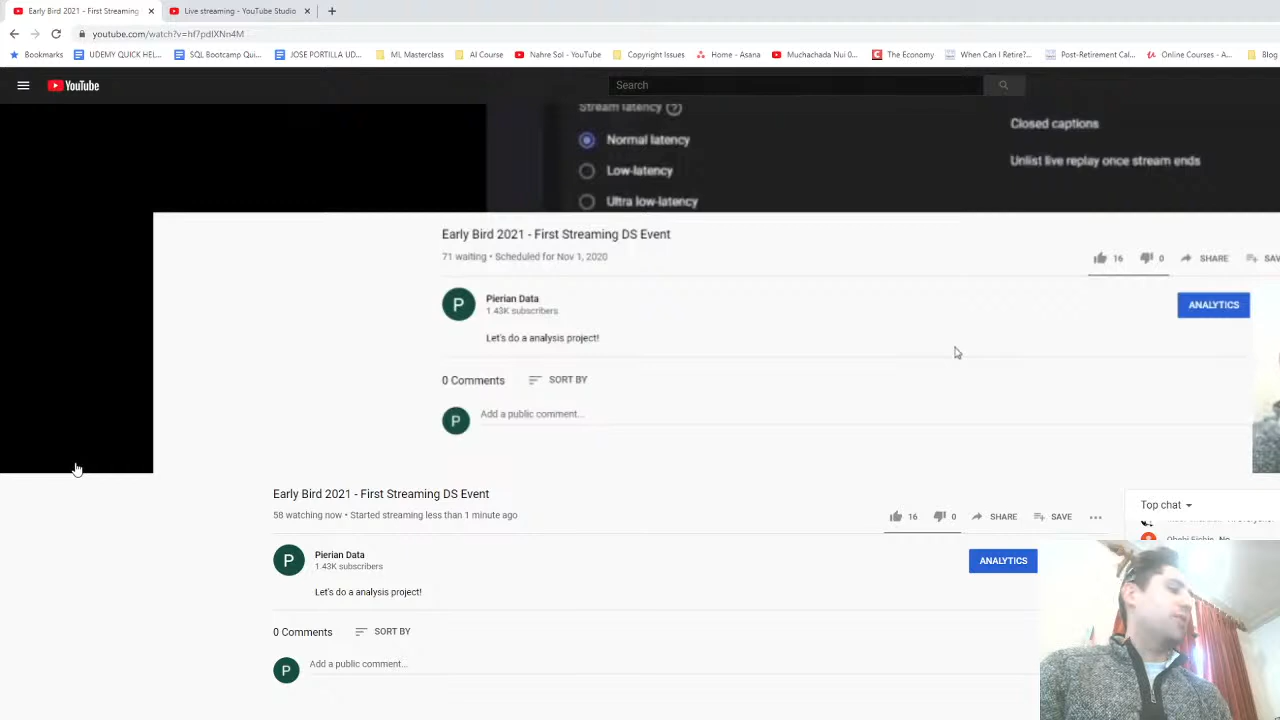 Early Bird 2021 - First Streaming
Live streaming - YouTube Studio
youtube.com/watch?v=hf7pdIXNn4M
Bookmarks
UDEMY QUICK HEL...
SQL Bootcamp Qui...
JOSE PORTILLA UD...
ML Masterclass
AI Course
Nahre Sol - YouTube
Copyright Issues
Home - Asana
Muchachada Nui 0...
The Economy
When Can I Retire?...
Post-Retirement Cal...
Online Courses - A...
Blog
YouTube
Search
Stream latency
Normal latency
Low-latency
Ultra low-latency
Closed captions
Unlist live replay once stream ends
Early Bird 2021 - First Streaming DS Event
71 waiting • Scheduled for Nov 1, 2020
16
0
SHARE
SAV
P
Pierian Data
1.43K subscribers
ANALYTICS
Let's do a analysis project!
0 Comments
SORT BY
P
Add a public comment...
Early Bird 2021 - First Streaming DS Event
58 watching now • Started streaming less than 1 minute ago
16
0
SHARE
SAVE
Top chat
P
Pierian Data
1.43K subscribers
ANALYTICS
Let's do a analysis project!
0 Comments
SORT BY
P
Add a public comment...